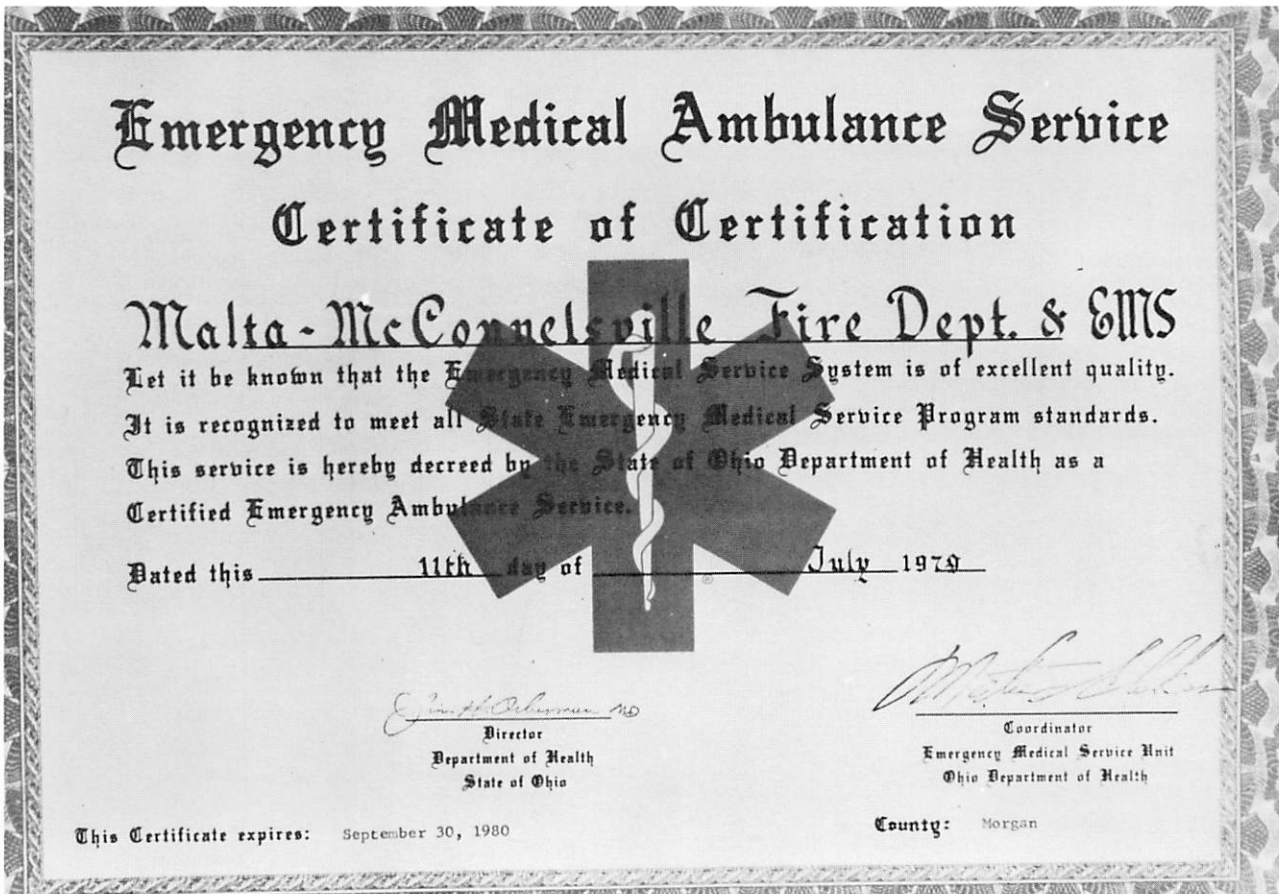 Emergency Medical Ambulance Service
Certificate of Certification
Malta-McConnelsville Fire Dept. & EMS
Let it be known that the Emergency Medical Service System is of excellent quality.
It is recognized to meet all State Emergency Medical Service Program standards.
This service is hereby decreed by the State of Ohio Department of Health as a
Certified Emergency Ambulance Service.
Dated this 11th day of July 1979
®
MD
Director
Department of Health
State of Ohio
Coordinator
Emergency Medical Service Unit
Ohio Department of Health
This Certificate expires: September 30, 1980
County: Morgan